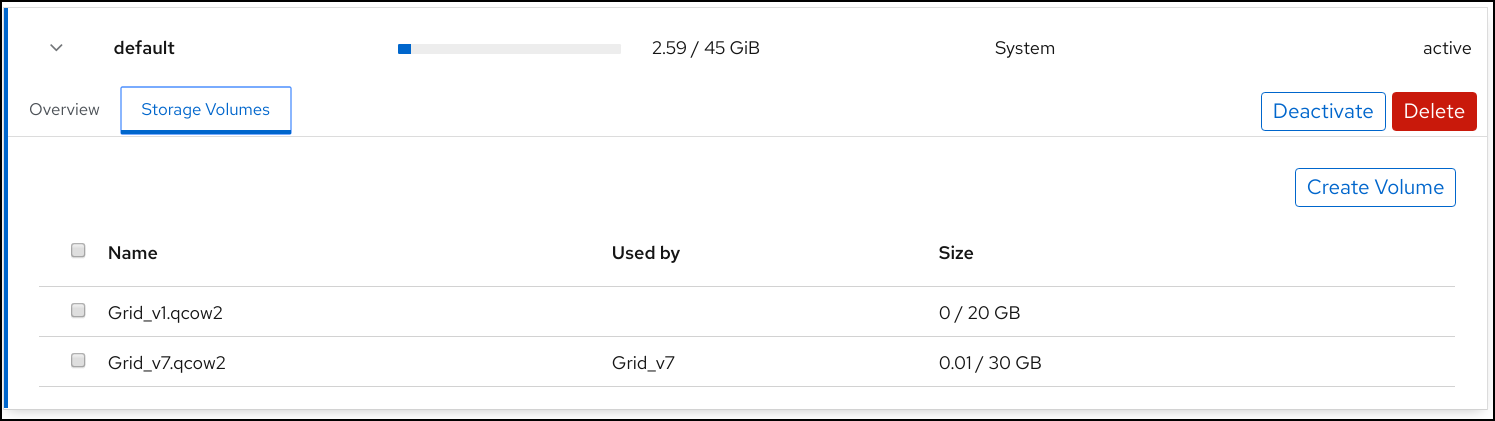 default 2.59 / 45 GiB System active
Overview Storage Volumes Deactivate Delete
Create Volume
Name Used by Size
Grid_v1.qcow2 0 / 20 GB
Grid_v7.qcow2 Grid_v7 0.01 / 30 GB